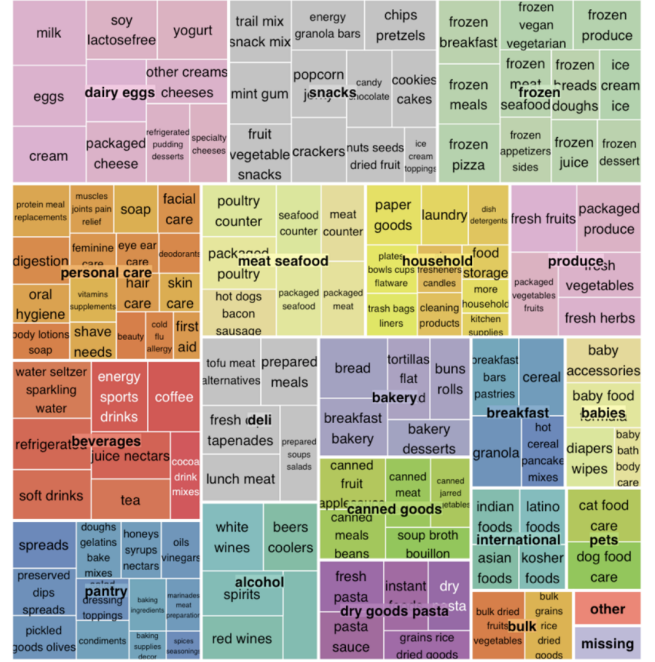 milk
soy
lactosefree
yogurt
eggs
dairy eggs
other creams
cheeses
cream
packaged
cheese
refrigerated
pudding
desserts
specialty
cheeses
trail mix
snack mix
energy
granola bars
chips
pretzels
mint gum
popcorn
snacks
candy
chocolate
cookies
cakes
fruit
vegetable
snacks
crackers
nuts seeds
dried fruit
ice
cream
toppings
frozen
breakfast
frozen
vegan
vegetarian
frozen
produce
frozen
meals
frozen
meat
seafood
frozen
frozen
breads
doughs
ice
cream
ice
frozen
pizza
frozen
appetizers
sides
frozen
juice
frozen
dessert
protein meal
replacements
muscles
joints pain
relief
soap
facial
care
digestion
feminine
care
eye ear
care
deodorants
personal care
oral
hygiene
vitamins
supplements
hair
care
skin
care
body lotions
soap
shave
needs
beauty
cold
flu
allergy
first
aid
poultry
counter
seafood
counter
meat
counter
packaged
poultry
meat seafood
hot dogs
bacon
sausage
packaged
seafood
packaged
meat
paper
goods
laundry
dish
detergents
plates
bowls cups
flatware
household
fresheners
candles
food
storage
more
household
trash bags
liners
cleaning
products
kitchen
supplies
fresh fruits
packaged
produce
produce
fresh
vegetables
packaged
vegetables
fruits
fresh herbs
water seltzer
sparkling
water
energy
sports
drinks
coffee
refrigerated
beverages
juice nectars
cocoa
drink
mixes
soft drinks
tea
tofu meat
alternatives
prepared
meals
fresh
deli
tapenades
prepared
soups
salads
lunch meat
bread
tortillas
flat
buns
rolls
bakery
breakfast
bakery
bakery
desserts
breakfast
bars
pastries
cereal
breakfast
granola
hot
cereal
pancake
mixes
baby
accessories
baby food
babies
diapers
wipes
baby
bath
body
care
canned
fruit
canned
meat
canned
jarred
canned goods
canned
meals
beans
soup broth
bouillon
spreads
doughs
gelatins
bake
mixes
honeys
syrups
nectars
oils
vinegars
preserved
dips
spreads
pantry
dressing
toppings
baking
ingredients
marinades
meat
preparation
pickled
goods olives
condiments
baking
supplies
decor
spices
seasonings
white
wines
beers
coolers
alcohol
spirits
red wines
fresh
pasta
instant
dry
dry goods pasta
pasta
sauce
grains rice
dried goods
indian
foods
latino
foods
international
asian
foods
kosher
foods
cat food
care
pets
dog food
care
bulk dried
fruits
vegetables
bulk
bulk
grains
rice
dried
goods
other
missing